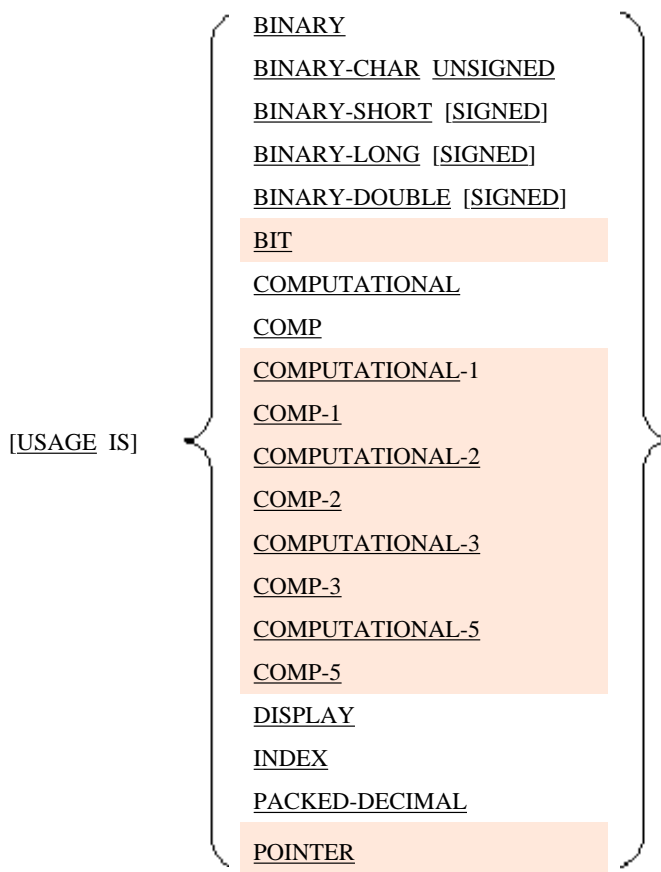 BINARY
BINARY-CHAR UNSIGNED
BINARY-SHORT [SIGNED]
BINARY-LONG [SIGNED]
BINARY-DOUBLE [SIGNED]
BIT
COMPUTATIONAL
COMP
COMPUTATIONAL-1
COMP-1
[USAGE IS]
COMPUTATIONAL-2
COMP-2
COMPUTATIONAL-3
COMP-3
COMPUTATIONAL-5
COMP-5
DISPLAY
INDEX
PACKED-DECIMAL
POINTER